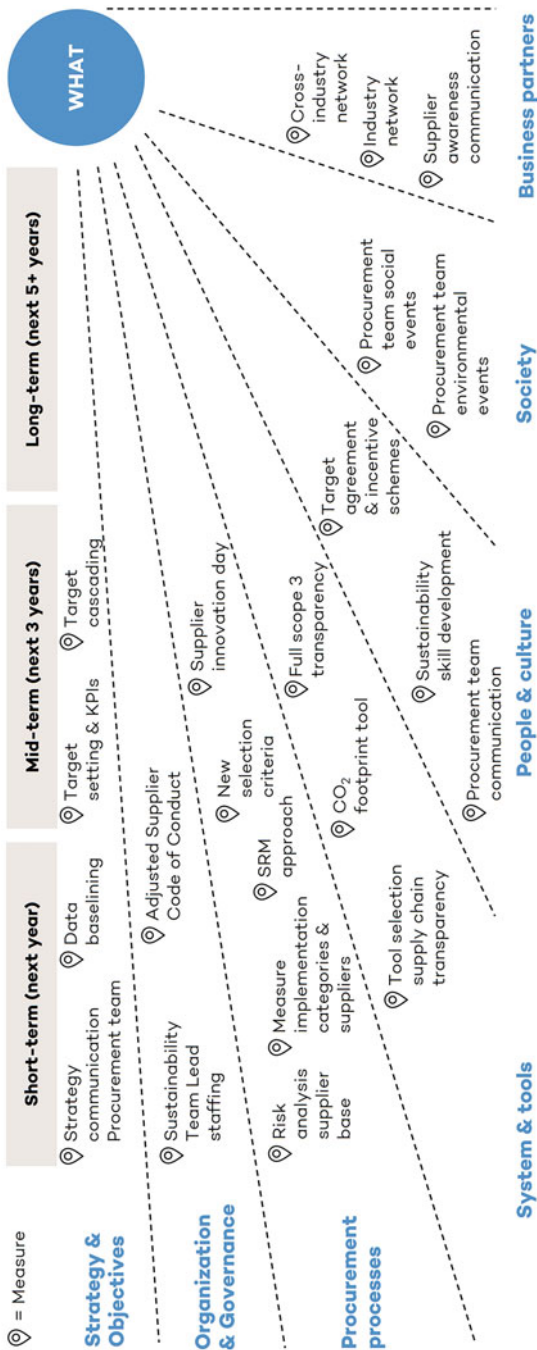 = Measure
Short-term (next year)
Mid-term (next 3 years)
Long-term (next 5+ years)
WHAT
Strategy &
Objectives
Strategy
communication
Procurement team
Data
baselining
Target
setting & KPIs
Target
cascading
Organization
& Governance
Sustainability
Team Lead
staffing
Adjusted Supplier
Code of Conduct
Supplier
innovation day
Procurement
processes
Risk
analysis
supplier
base
Measure
implementation
categories &
suppliers
SRM
approach
New
selection
criteria
Full scope 3
transparency
System & tools
Tool selection
supply chain
transparency
CO₂
footprint tool
Target
agreement
& incentive
schemes
People & culture
Procurement team
communication
Sustainability
skill development
Society
Procurement
team social
events
Procurement team
environmental
events
Business partners
Cross-
industry
network
Industry
network
Supplier
awareness
communication